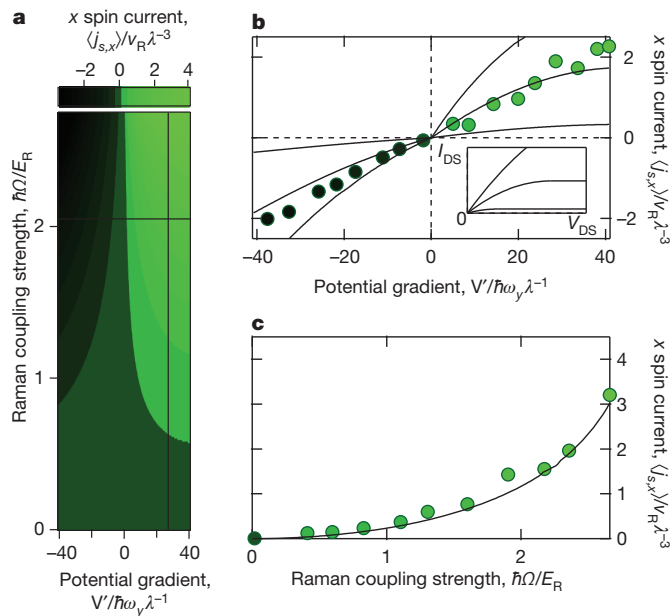 a
x spin current,
⟨j_{s,x}⟩/v_Rλ^{−3}
−2 0 2 4
Raman coupling strength, ℏΩ/E_R
2
1
0
−40 0 40
Potential gradient,
V′/ℏω_yλ^{−1}
b
x spin current, ⟨j_{s,x}⟩/v_Rλ^{−3}
2
0
−2
I_DS
0
V_DS
−40 −20 0 20 40
Potential gradient, V′/ℏω_yλ^{−1}
c
x spin current, ⟨j_{s,x}⟩/v_Rλ^{−3}
4
3
2
1
0
0 1 2
Raman coupling strength, ℏΩ/E_R